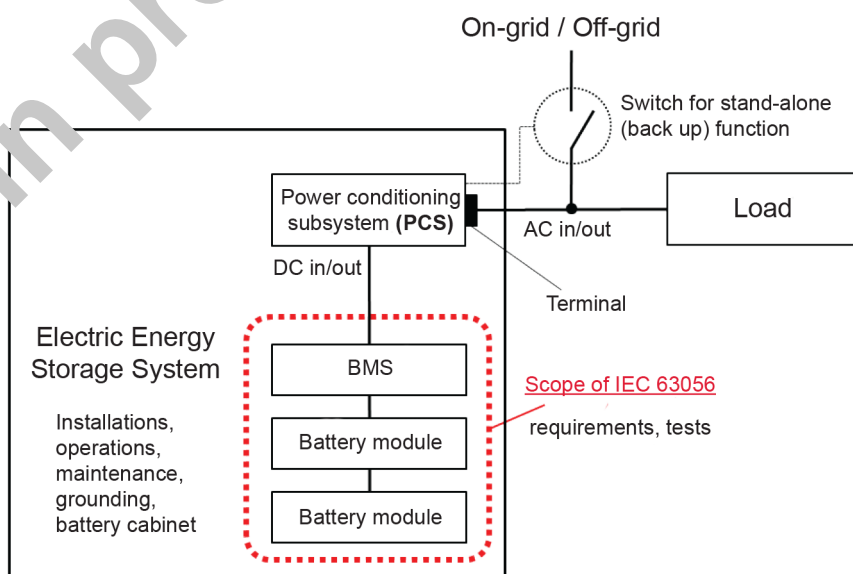 On-grid / Off-grid
Switch for stand-alone
(back up) function
Power conditioning
subsystem (PCS)
Load
AC in/out
DC in/out
Terminal
Electric Energy
Storage System
BMS
Scope of IEC 63056
requirements, tests
Installations,
operations,
maintenance,
grounding,
battery cabinet
Battery module
Battery module